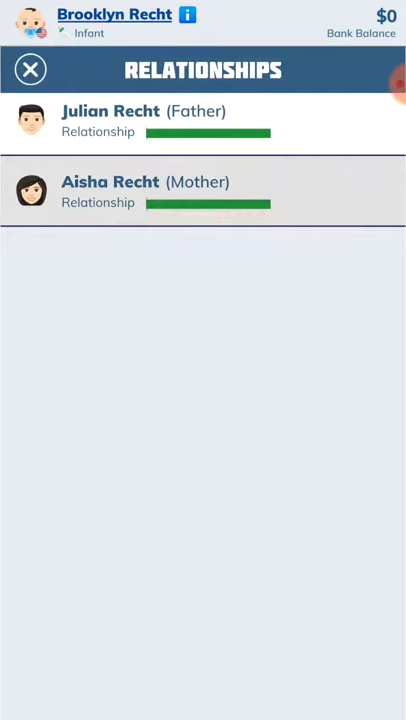 Brooklyn Recht
$0
Infant
Bank Balance
RELATIONSHIPS
Julian Recht (Father)
Relationship
Aisha Recht (Mother)
Relationship